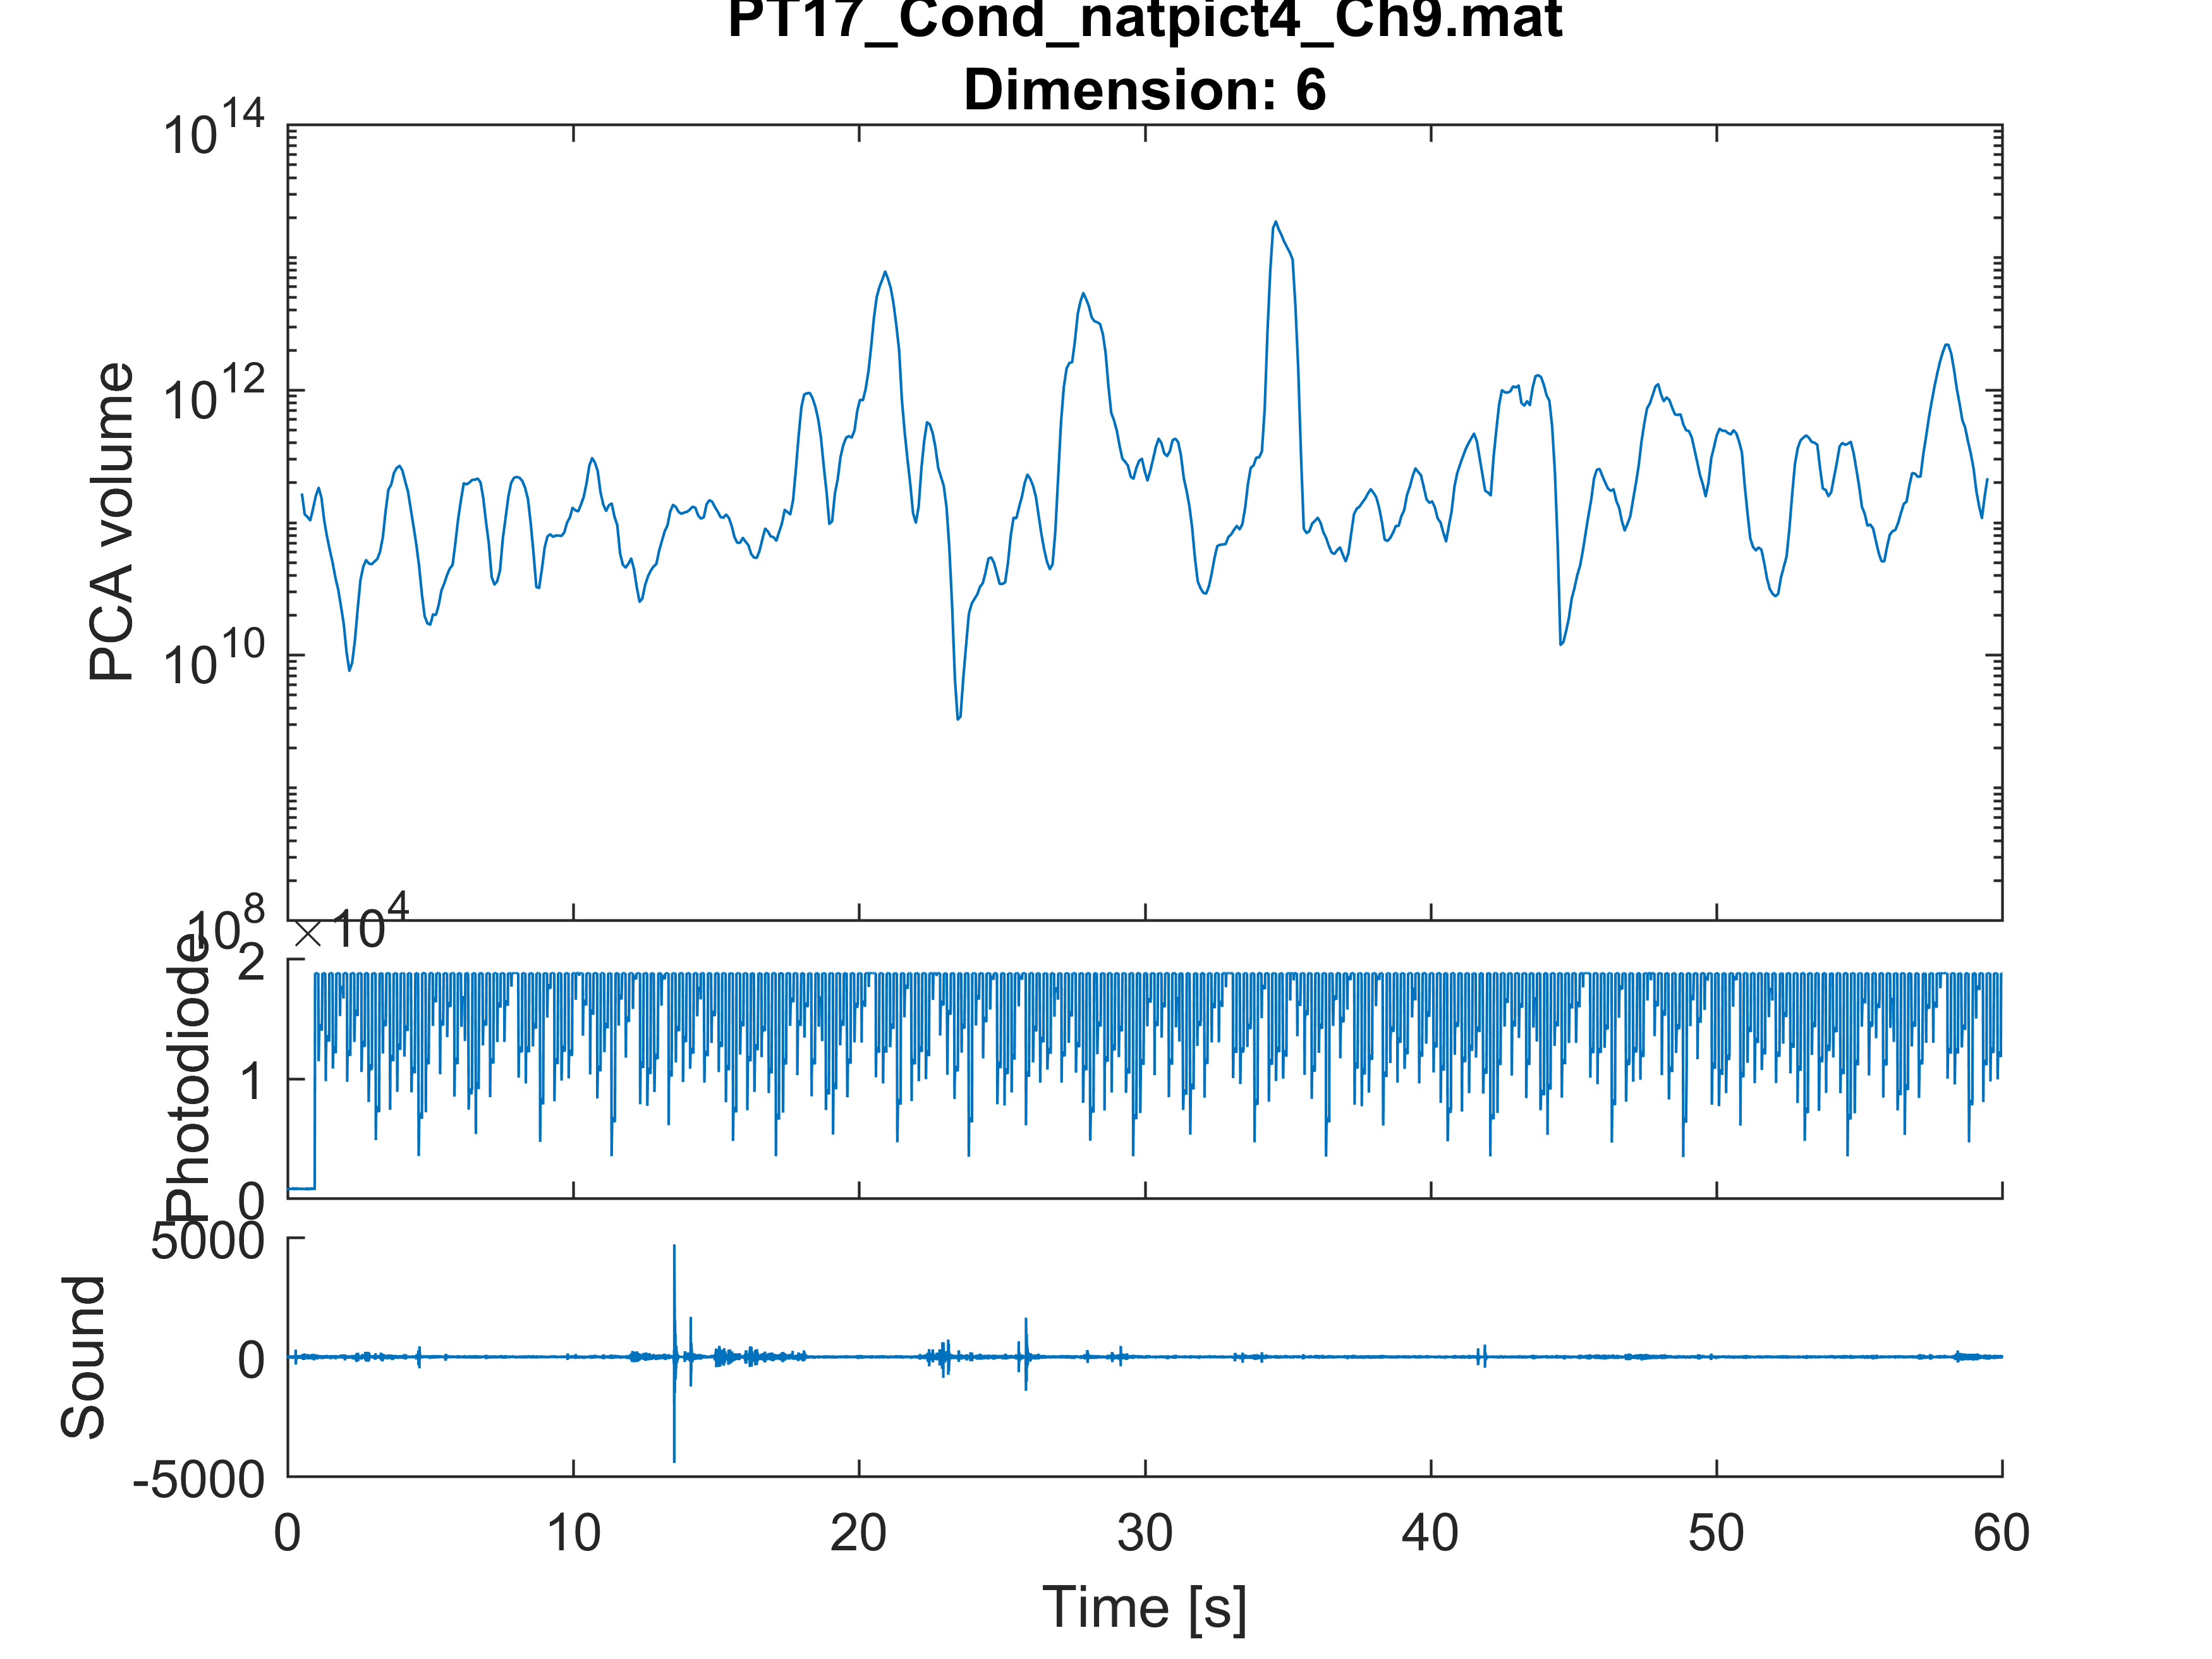 PT17_Cond_natpict4_Ch9.mat
Dimension: 6
10^14
10^12
10^10
10^8
PCA volume
× 10^4
2
1
0
Photodiode
5000
0
-5000
Sound
0 10 20 30 40 50 60
Time [s]